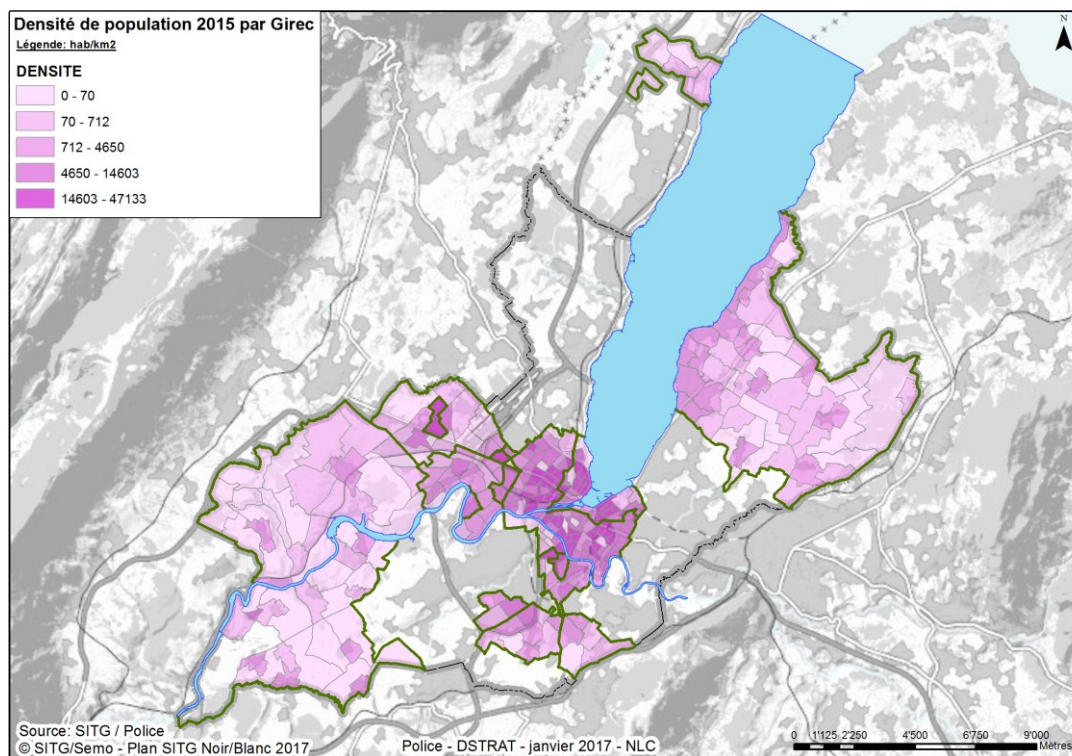 Densité de population 2015 par Girec
Légende: hab/km2
DENSITE
0 - 70
70 - 712
712 - 4650
4650 - 14603
14603 - 47133
N
Source: SITG / Police
© SITG/Semo - Plan SITG Noir/Blanc 2017
Police - DSTRAT - janvier 2017 - NLC
0 1'125 2'250 4'500 6'750 9'000
Mètres